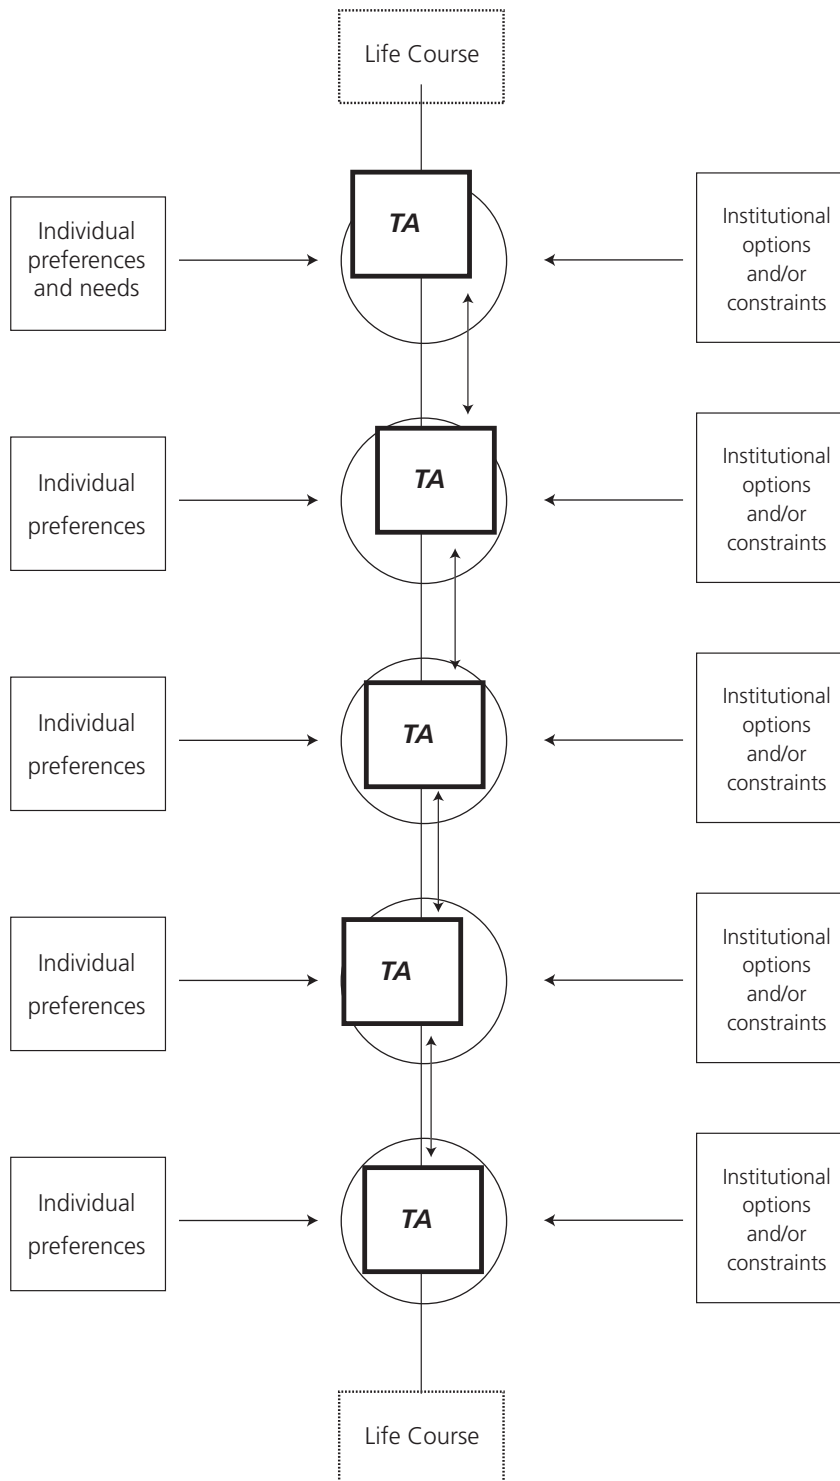 Life Course
Individual
preferences
and needs
TA
Institutional
options
and/or
constraints
Individual
preferences
TA
Institutional
options
and/or
constraints
Individual
preferences
TA
Institutional
options
and/or
constraints
Individual
preferences
TA
Institutional
options
and/or
constraints
Individual
preferences
TA
Institutional
options
and/or
constraints
Life Course